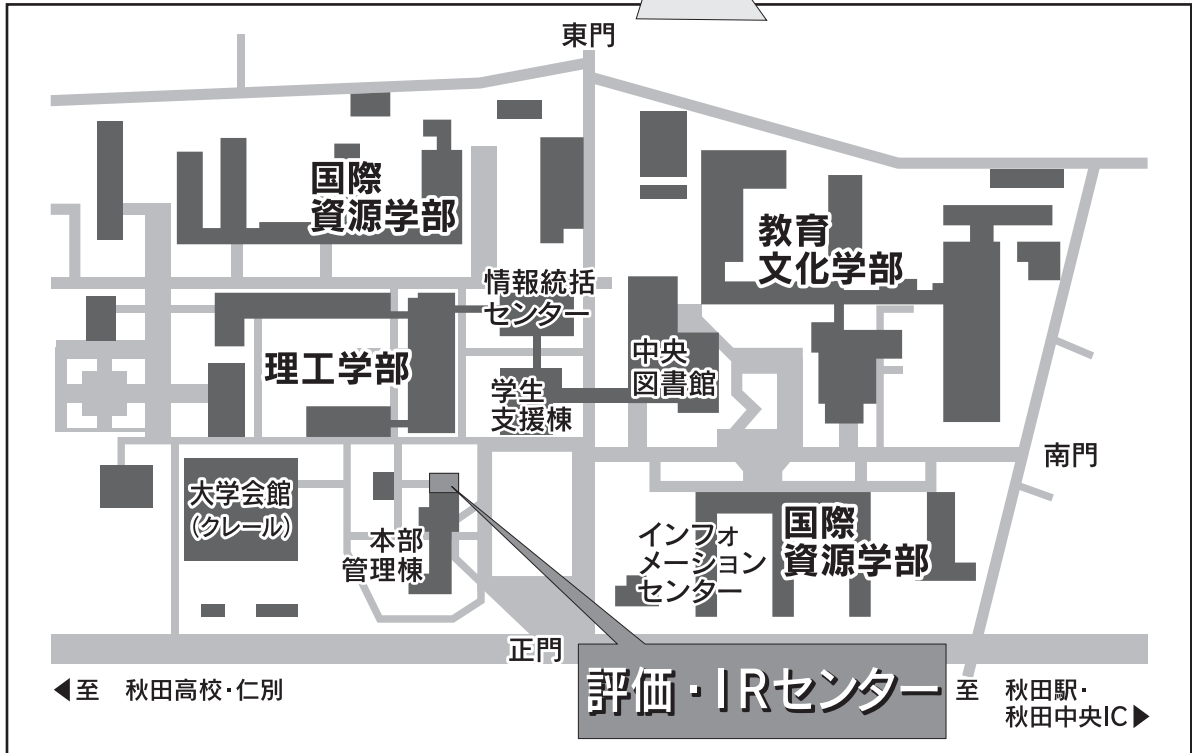 東門
国際
資源学部
教育
文化学部
情報統括
センター
理工学部
中央
図書館
学生
支援棟
南門
大学会館
(クレール)
本部
管理棟
インフォ
メーション
センター
国際
資源学部
正門
評価・IRセンター
◀至 秋田高校・仁別
至 秋田駅・
秋田中央IC▶